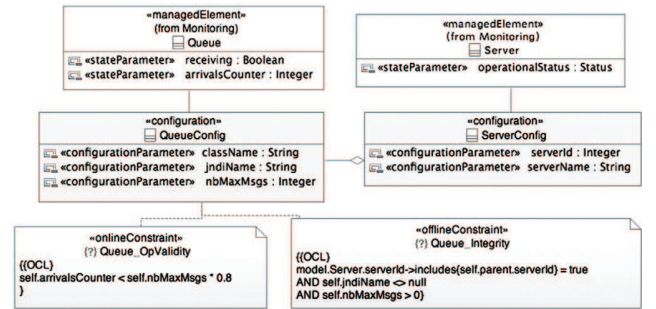 «managedElement»
(from Monitoring)
Queue
«stateParameter» receiving : Boolean
«stateParameter» arrivalsCounter : Integer
«managedElement»
(from Monitoring)
Server
«stateParameter» operationalStatus : Status
«configuration»
QueueConfig
«configurationParameter» className : String
«configurationParameter» jndiName : String
«configurationParameter» nbMaxMsgs : Integer
«configuration»
ServerConfig
«configurationParameter» serverId : Integer
«configurationParameter» serverName : String
«onlineConstraint»
{?} Queue_OpValidity
{{OCL}
self.arrivalsCounter < self.nbMaxMsgs * 0.8
}
«offlineConstraint»
{?} Queue_Integrity
{{OCL}
model.Server.serverId->includes{self.parent.serverId} = true
AND self.jndiName <> null
AND self.nbMaxMsgs > 0}